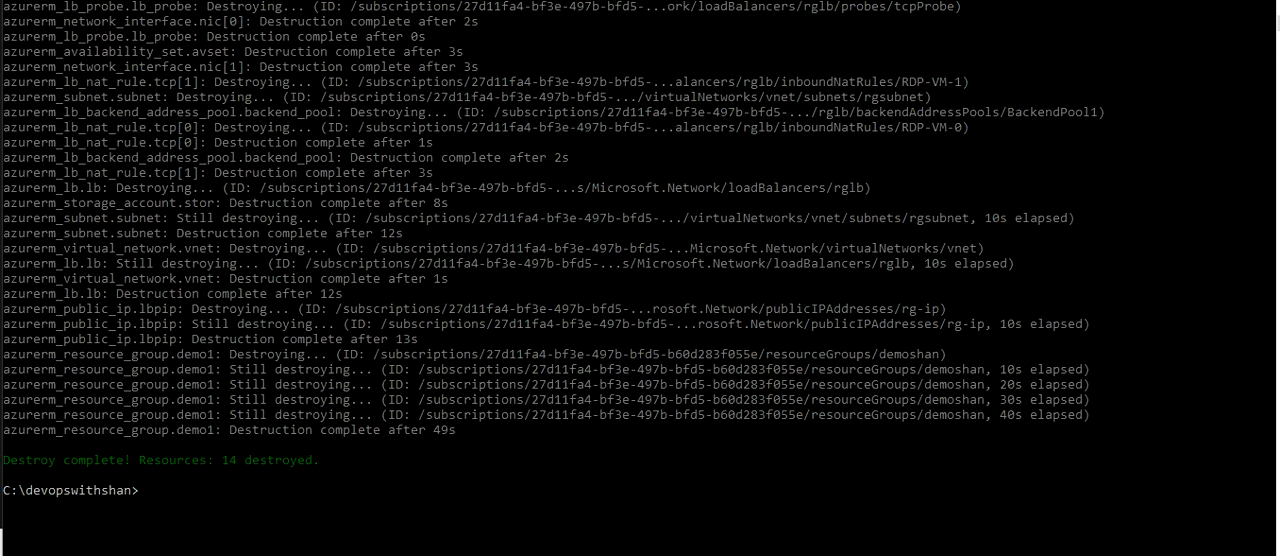 azurerm_lb_probe.lb_probe: Destroying... (ID: /subscriptions/27d11fa4-bf3e-497b-bfd5-...ork/loadBalancers/rglb/probes/tcpProbe)
azurerm_network_interface.nic[0]: Destruction complete after 2s
azurerm_lb_probe.lb_probe: Destruction complete after 0s
azurerm_availability_set.avset: Destruction complete after 3s
azurerm_network_interface.nic[1]: Destruction complete after 3s
azurerm_lb_nat_rule.tcp[1]: Destroying... (ID: /subscriptions/27d11fa4-bf3e-497b-bfd5-...alancers/rglb/inboundNatRules/RDP-VM-1)
azurerm_subnet.subnet: Destroying... (ID: /subscriptions/27d11fa4-bf3e-497b-bfd5-.../virtualNetworks/vnet/subnets/rgsubnet)
azurerm_lb_backend_address_pool.backend_pool: Destroying... (ID: /subscriptions/27d11fa4-bf3e-497b-bfd5-.../rglb/backendAddressPools/BackendPool1)
azurerm_lb_nat_rule.tcp[0]: Destroying... (ID: /subscriptions/27d11fa4-bf3e-497b-bfd5-...alancers/rglb/inboundNatRules/RDP-VM-0)
azurerm_lb_nat_rule.tcp[0]: Destruction complete after 1s
azurerm_lb_backend_address_pool.backend_pool: Destruction complete after 2s
azurerm_lb_nat_rule.tcp[1]: Destruction complete after 3s
azurerm_lb.lb: Destroying... (ID: /subscriptions/27d11fa4-bf3e-497b-bfd5-...s/Microsoft.Network/loadBalancers/rglb)
azurerm_storage_account.stor: Destruction complete after 8s
azurerm_subnet.subnet: Still destroying... (ID: /subscriptions/27d11fa4-bf3e-497b-bfd5-.../virtualNetworks/vnet/subnets/rgsubnet, 10s elapsed)
azurerm_subnet.subnet: Destruction complete after 12s
azurerm_virtual_network.vnet: Destroying... (ID: /subscriptions/27d11fa4-bf3e-497b-bfd5-...Microsoft.Network/virtualNetworks/vnet)
azurerm_lb.lb: Still destroying... (ID: /subscriptions/27d11fa4-bf3e-497b-bfd5-...s/Microsoft.Network/loadBalancers/rglb, 10s elapsed)
azurerm_virtual_network.vnet: Destruction complete after 1s
azurerm_lb.lb: Destruction complete after 12s
azurerm_public_ip.lbpip: Destroying... (ID: /subscriptions/27d11fa4-bf3e-497b-bfd5-...rosoft.Network/publicIPAddresses/rg-ip)
azurerm_public_ip.lbpip: Still destroying... (ID: /subscriptions/27d11fa4-bf3e-497b-bfd5-...rosoft.Network/publicIPAddresses/rg-ip, 10s elapsed)
azurerm_public_ip.lbpip: Destruction complete after 13s
azurerm_resource_group.demo1: Destroying... (ID: /subscriptions/27d11fa4-bf3e-497b-bfd5-b60d283f055e/resourceGroups/demoshan)
azurerm_resource_group.demo1: Still destroying... (ID: /subscriptions/27d11fa4-bf3e-497b-bfd5-b60d283f055e/resourceGroups/demoshan, 10s elapsed)
azurerm_resource_group.demo1: Still destroying... (ID: /subscriptions/27d11fa4-bf3e-497b-bfd5-b60d283f055e/resourceGroups/demoshan, 20s elapsed)
azurerm_resource_group.demo1: Still destroying... (ID: /subscriptions/27d11fa4-bf3e-497b-bfd5-b60d283f055e/resourceGroups/demoshan, 30s elapsed)
azurerm_resource_group.demo1: Still destroying... (ID: /subscriptions/27d11fa4-bf3e-497b-bfd5-b60d283f055e/resourceGroups/demoshan, 40s elapsed)
azurerm_resource_group.demo1: Destruction complete after 49s
Destroy complete! Resources: 14 destroyed.
C:\devopswithshan>